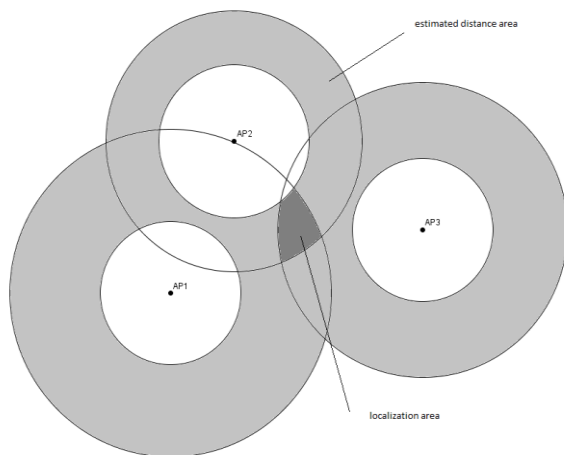 estimated distance area
AP2
AP3
AP1
localization area